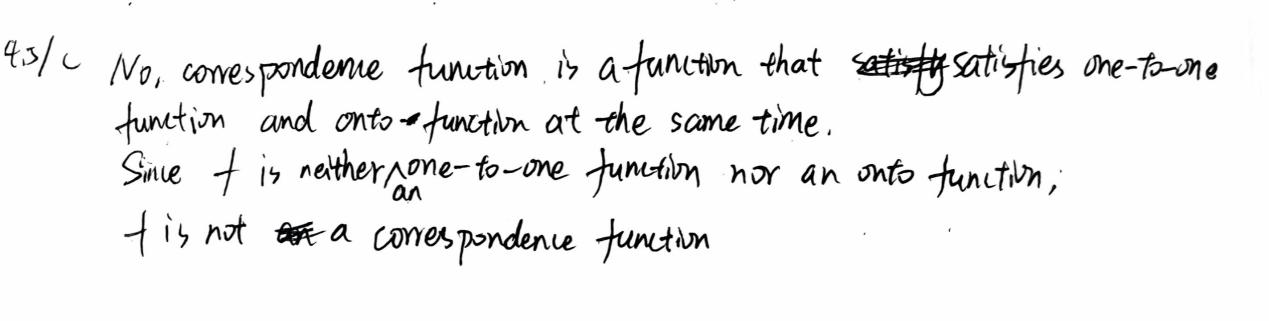 4.3/c No, correspondence function is a function that satisfies one-to-one
function and onto function at the same time.
Since f is neither an one-to-one function nor an onto function,
f is not a correspondence function